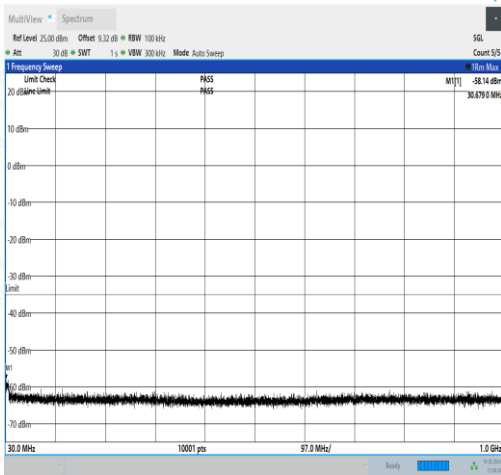 MultiView Spectrum
Ref Level 25.00 dBm Offset 9.32 dB RBW 100 kHz SGL
Att 30 dB SWT 1 s VBW 300 kHz Mode Auto Sweep Count 5/5
1 Frequency Sweep 1Rm Max
Limit Check PASS M1[1] -58.14 dBm
20 dBm Line Limit PASS 30.679 0 MHz
10 dBm
0 dBm
-10 dBm
-20 dBm
-30 dBm
Limit
-40 dBm
-50 dBm
M1
-60 dBm
-70 dBm
30.0 MHz 10001 pts 97.0 MHz/ 1.0 GHz
Ready